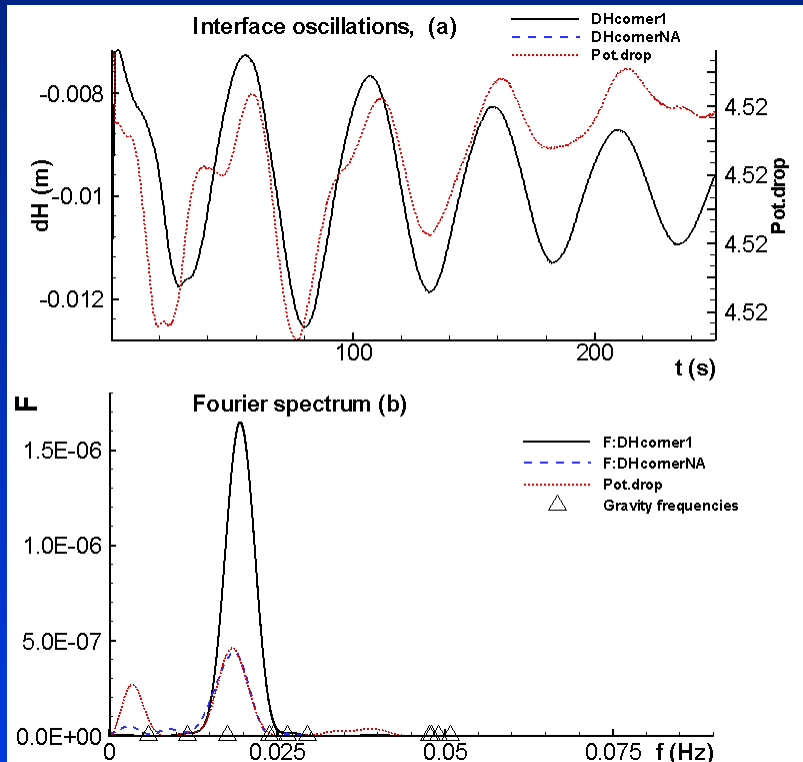 Interface oscillations, (a)
DHcorner1
DHcornerNA
Pot.drop
-0.008
-0.01
-0.012
dH (m)
4.52
4.52
4.52
4.52
Pot.drop
100
200
t (s)
F
Fourier spectrum (b)
F:DHcorner1
F:DHcornerNA
Pot.drop
Gravity frequencies
1.5E-06
1.0E-06
5.0E-07
0.0E+00
0
0.025
0.05
0.075
f (Hz)